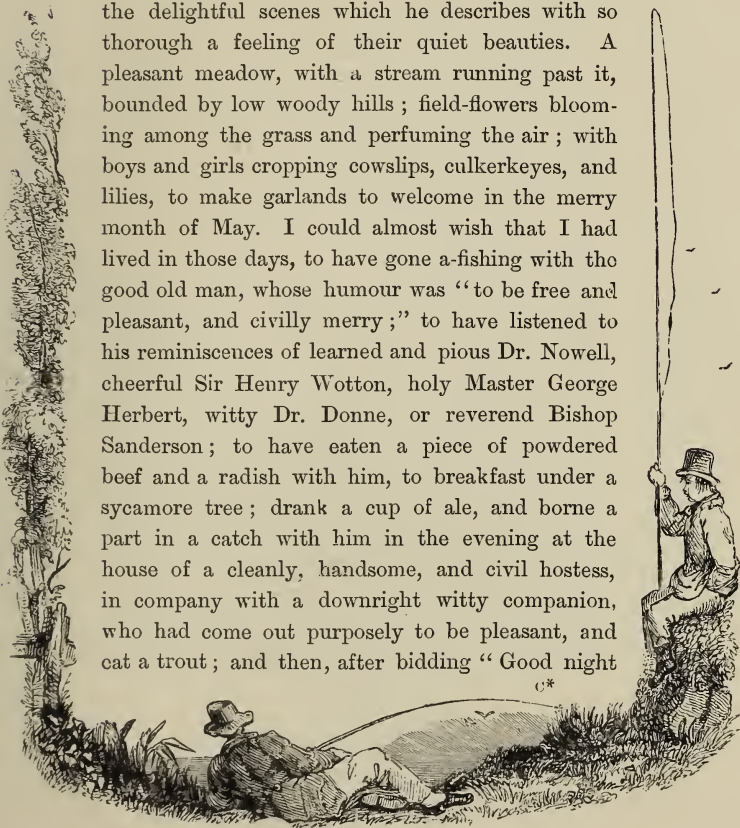 the delightful scenes which he describes with so
thorough a feeling of their quiet beauties. A
pleasant meadow, with a stream running past it,
bounded by low woody hills ; field-flowers bloom-
ing among the grass and perfuming the air ; with
boys and girls cropping cowslips, culkerkeyes, and
lilies, to make garlands to welcome in the merry
month of May. I could almost wish that I had
lived in those days, to have gone a-fishing with the
good old man, whose humour was “to be free and
pleasant, and civilly merry ;” to have listened to
his reminiscences of learned and pious Dr. Nowell,
cheerful Sir Henry Wotton, holy Master George
Herbert, witty Dr. Donne, or reverend Bishop
Sanderson ; to have eaten a piece of powdered
beef and a radish with him, to breakfast under a
sycamore tree ; drank a cup of ale, and borne a
part in a catch with him in the evening at the
house of a cleanly, handsome, and civil hostess,
in company with a downright witty companion,
who had come out purposely to be pleasant, and
eat a trout ; and then, after bidding “ Good night
c*